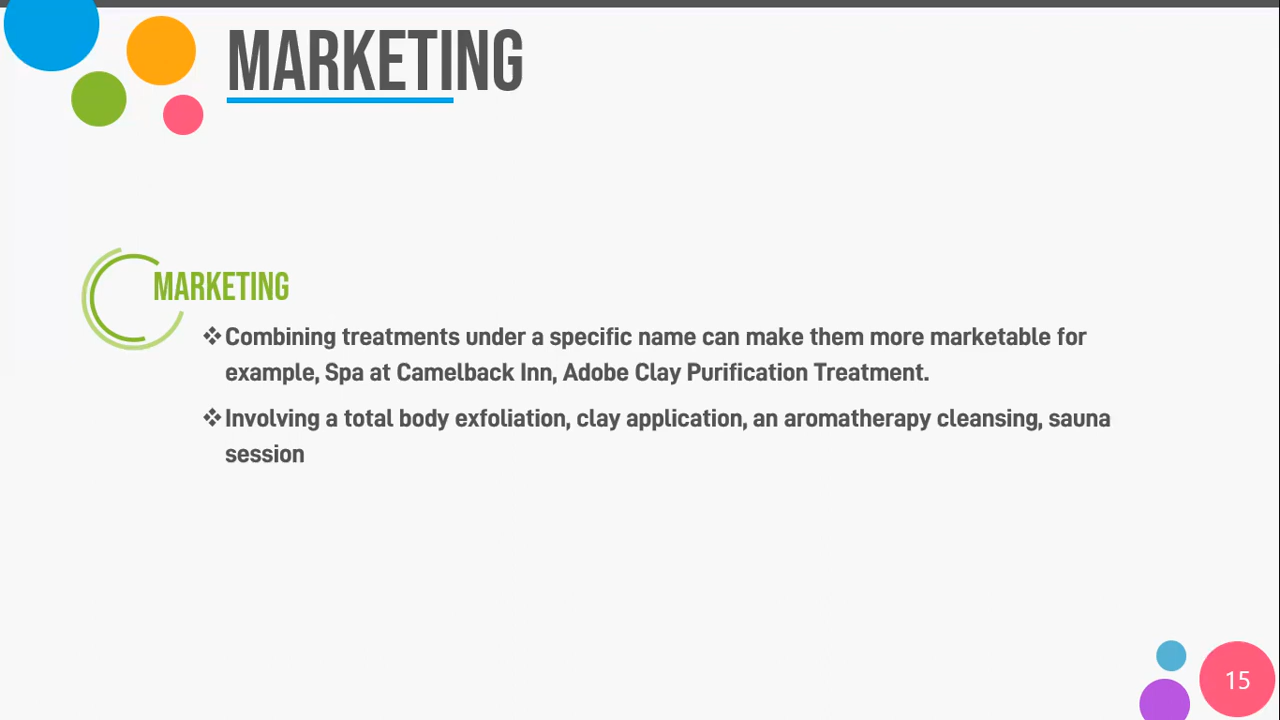 MARKETING
MARKETING
❖Combining treatments under a specific name can make them more marketable for
example, Spa at Camelback Inn, Adobe Clay Purification Treatment.
❖Involving a total body exfoliation, clay application, an aromatherapy cleansing, sauna
session
15